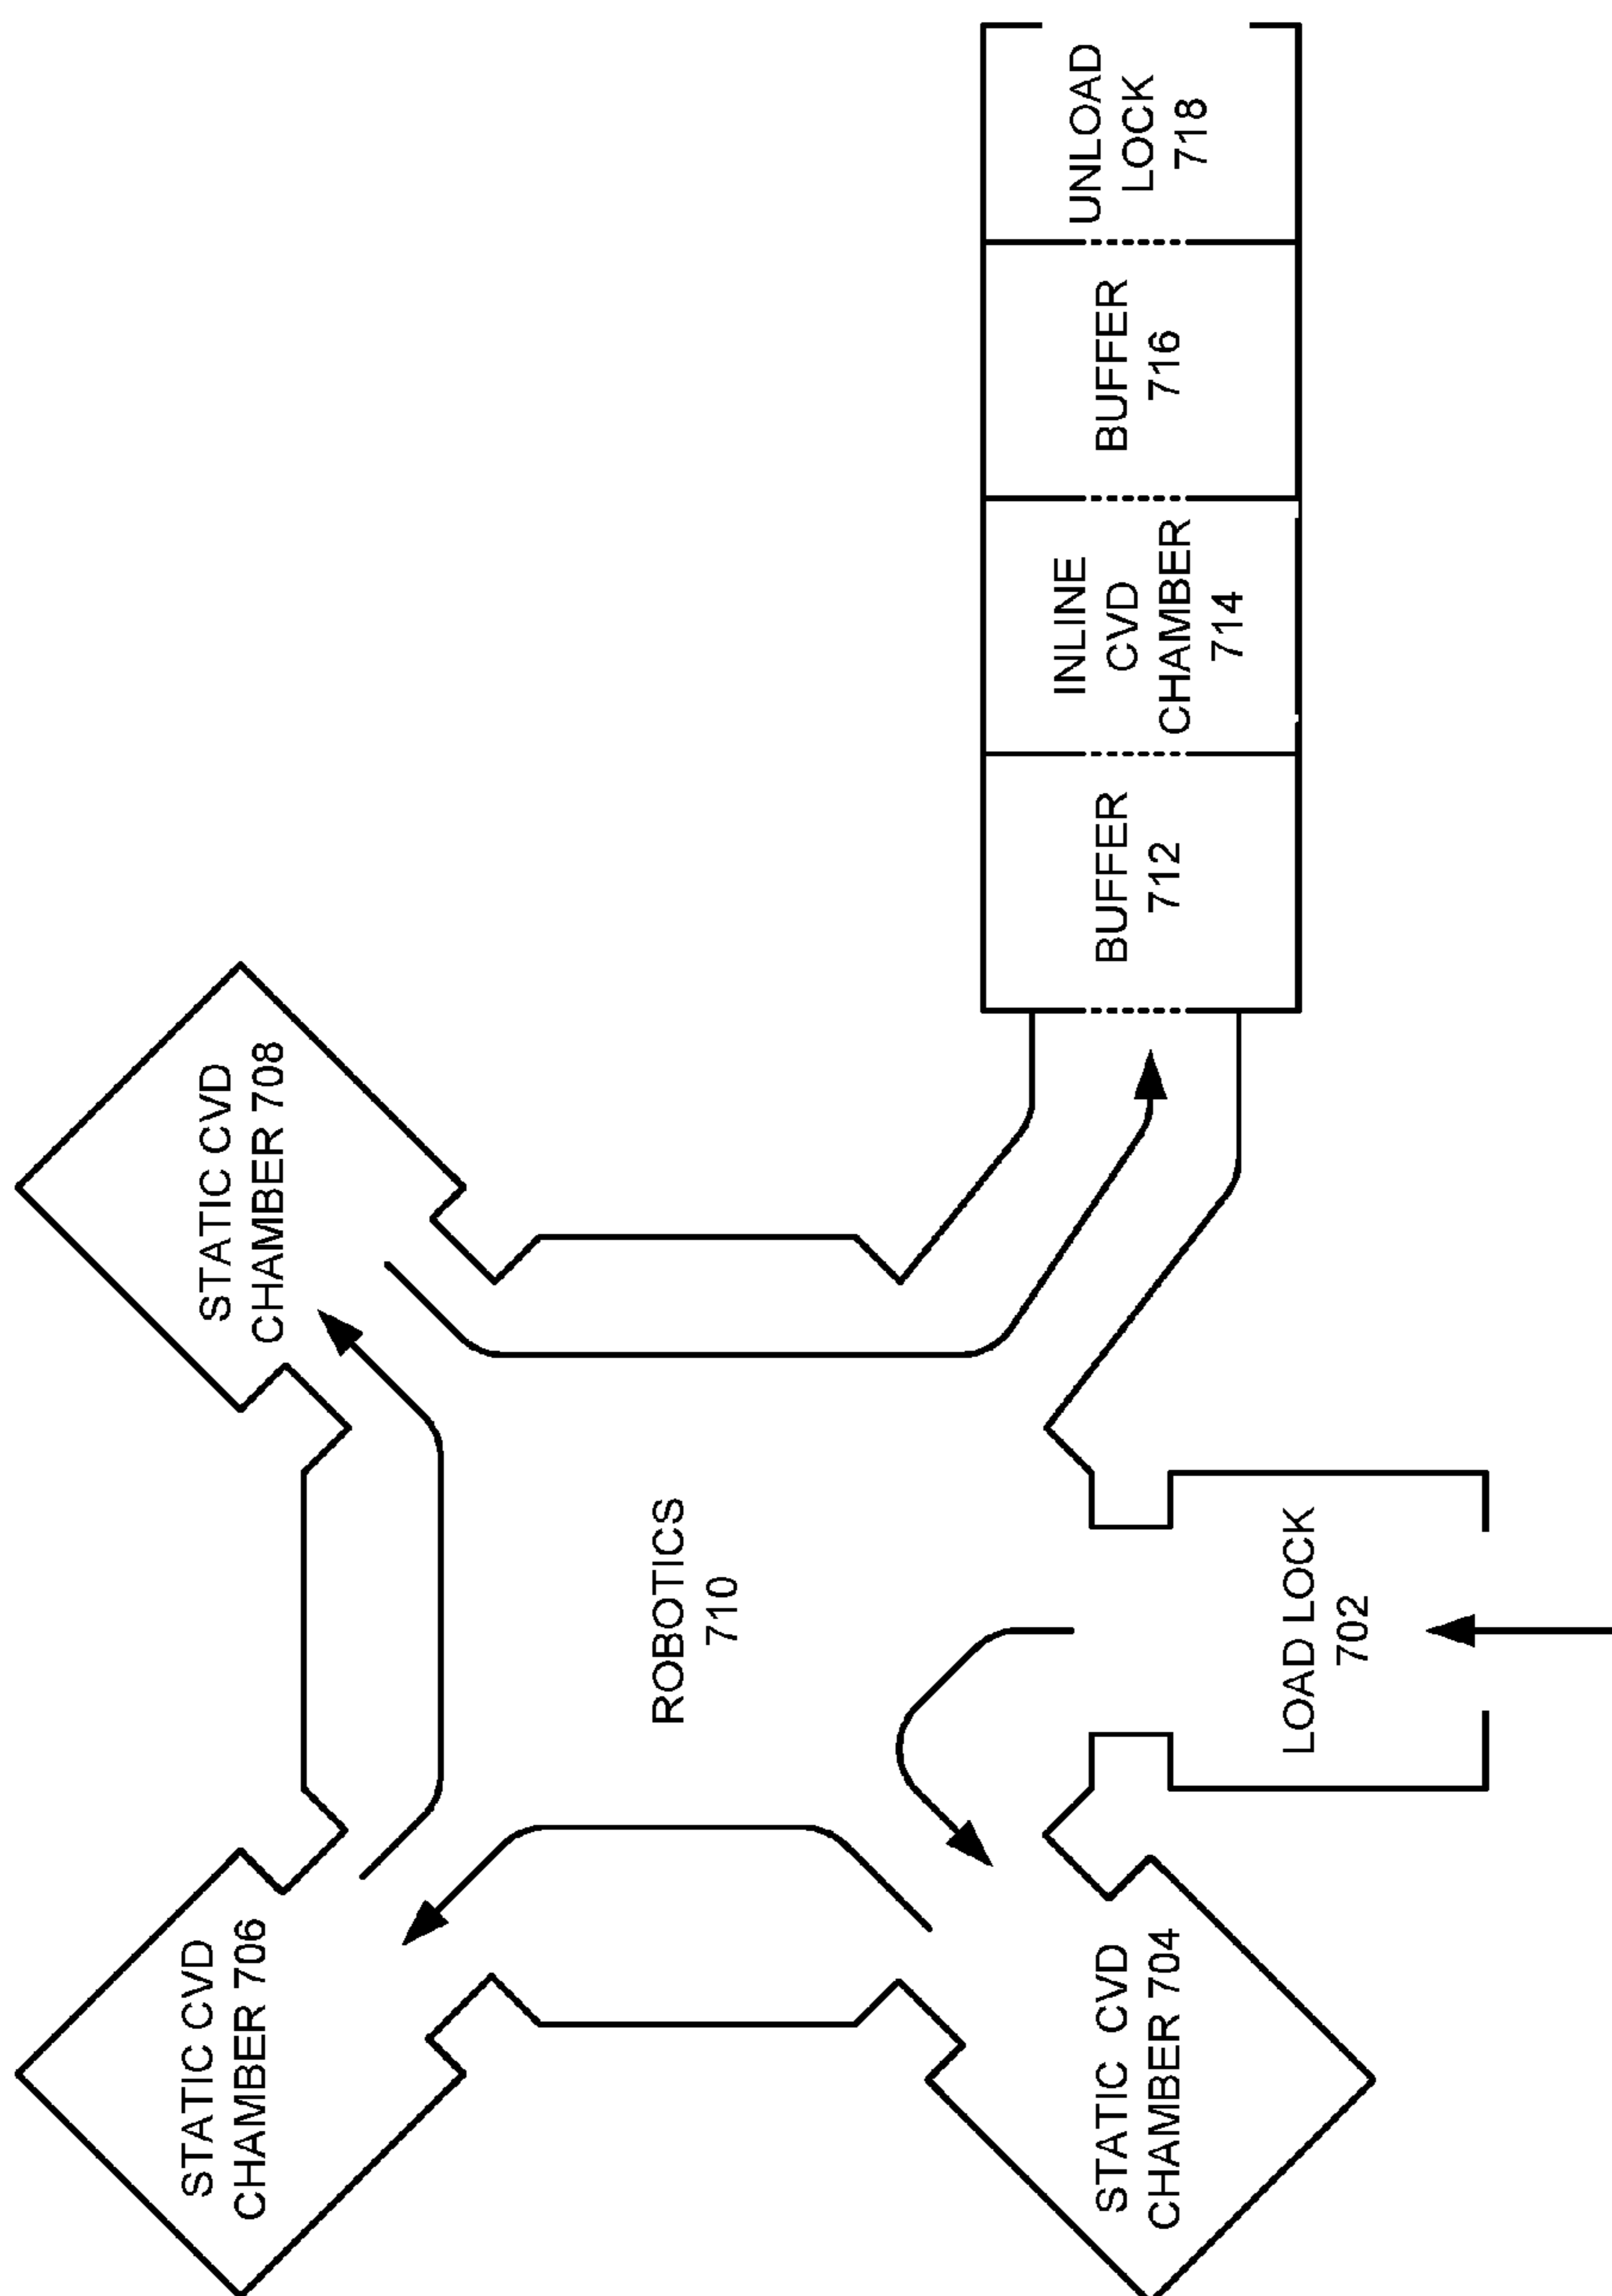 STATIC CVD
CHAMBER 706
STATIC CVD
CHAMBER 708
ROBOTICS
710
STATIC CVD
CHAMBER 704
LOAD LOCK
702
BUFFER
712
INLINE
CVD
CHAMBER
714
BUFFER
716
UNLOAD
LOCK
718